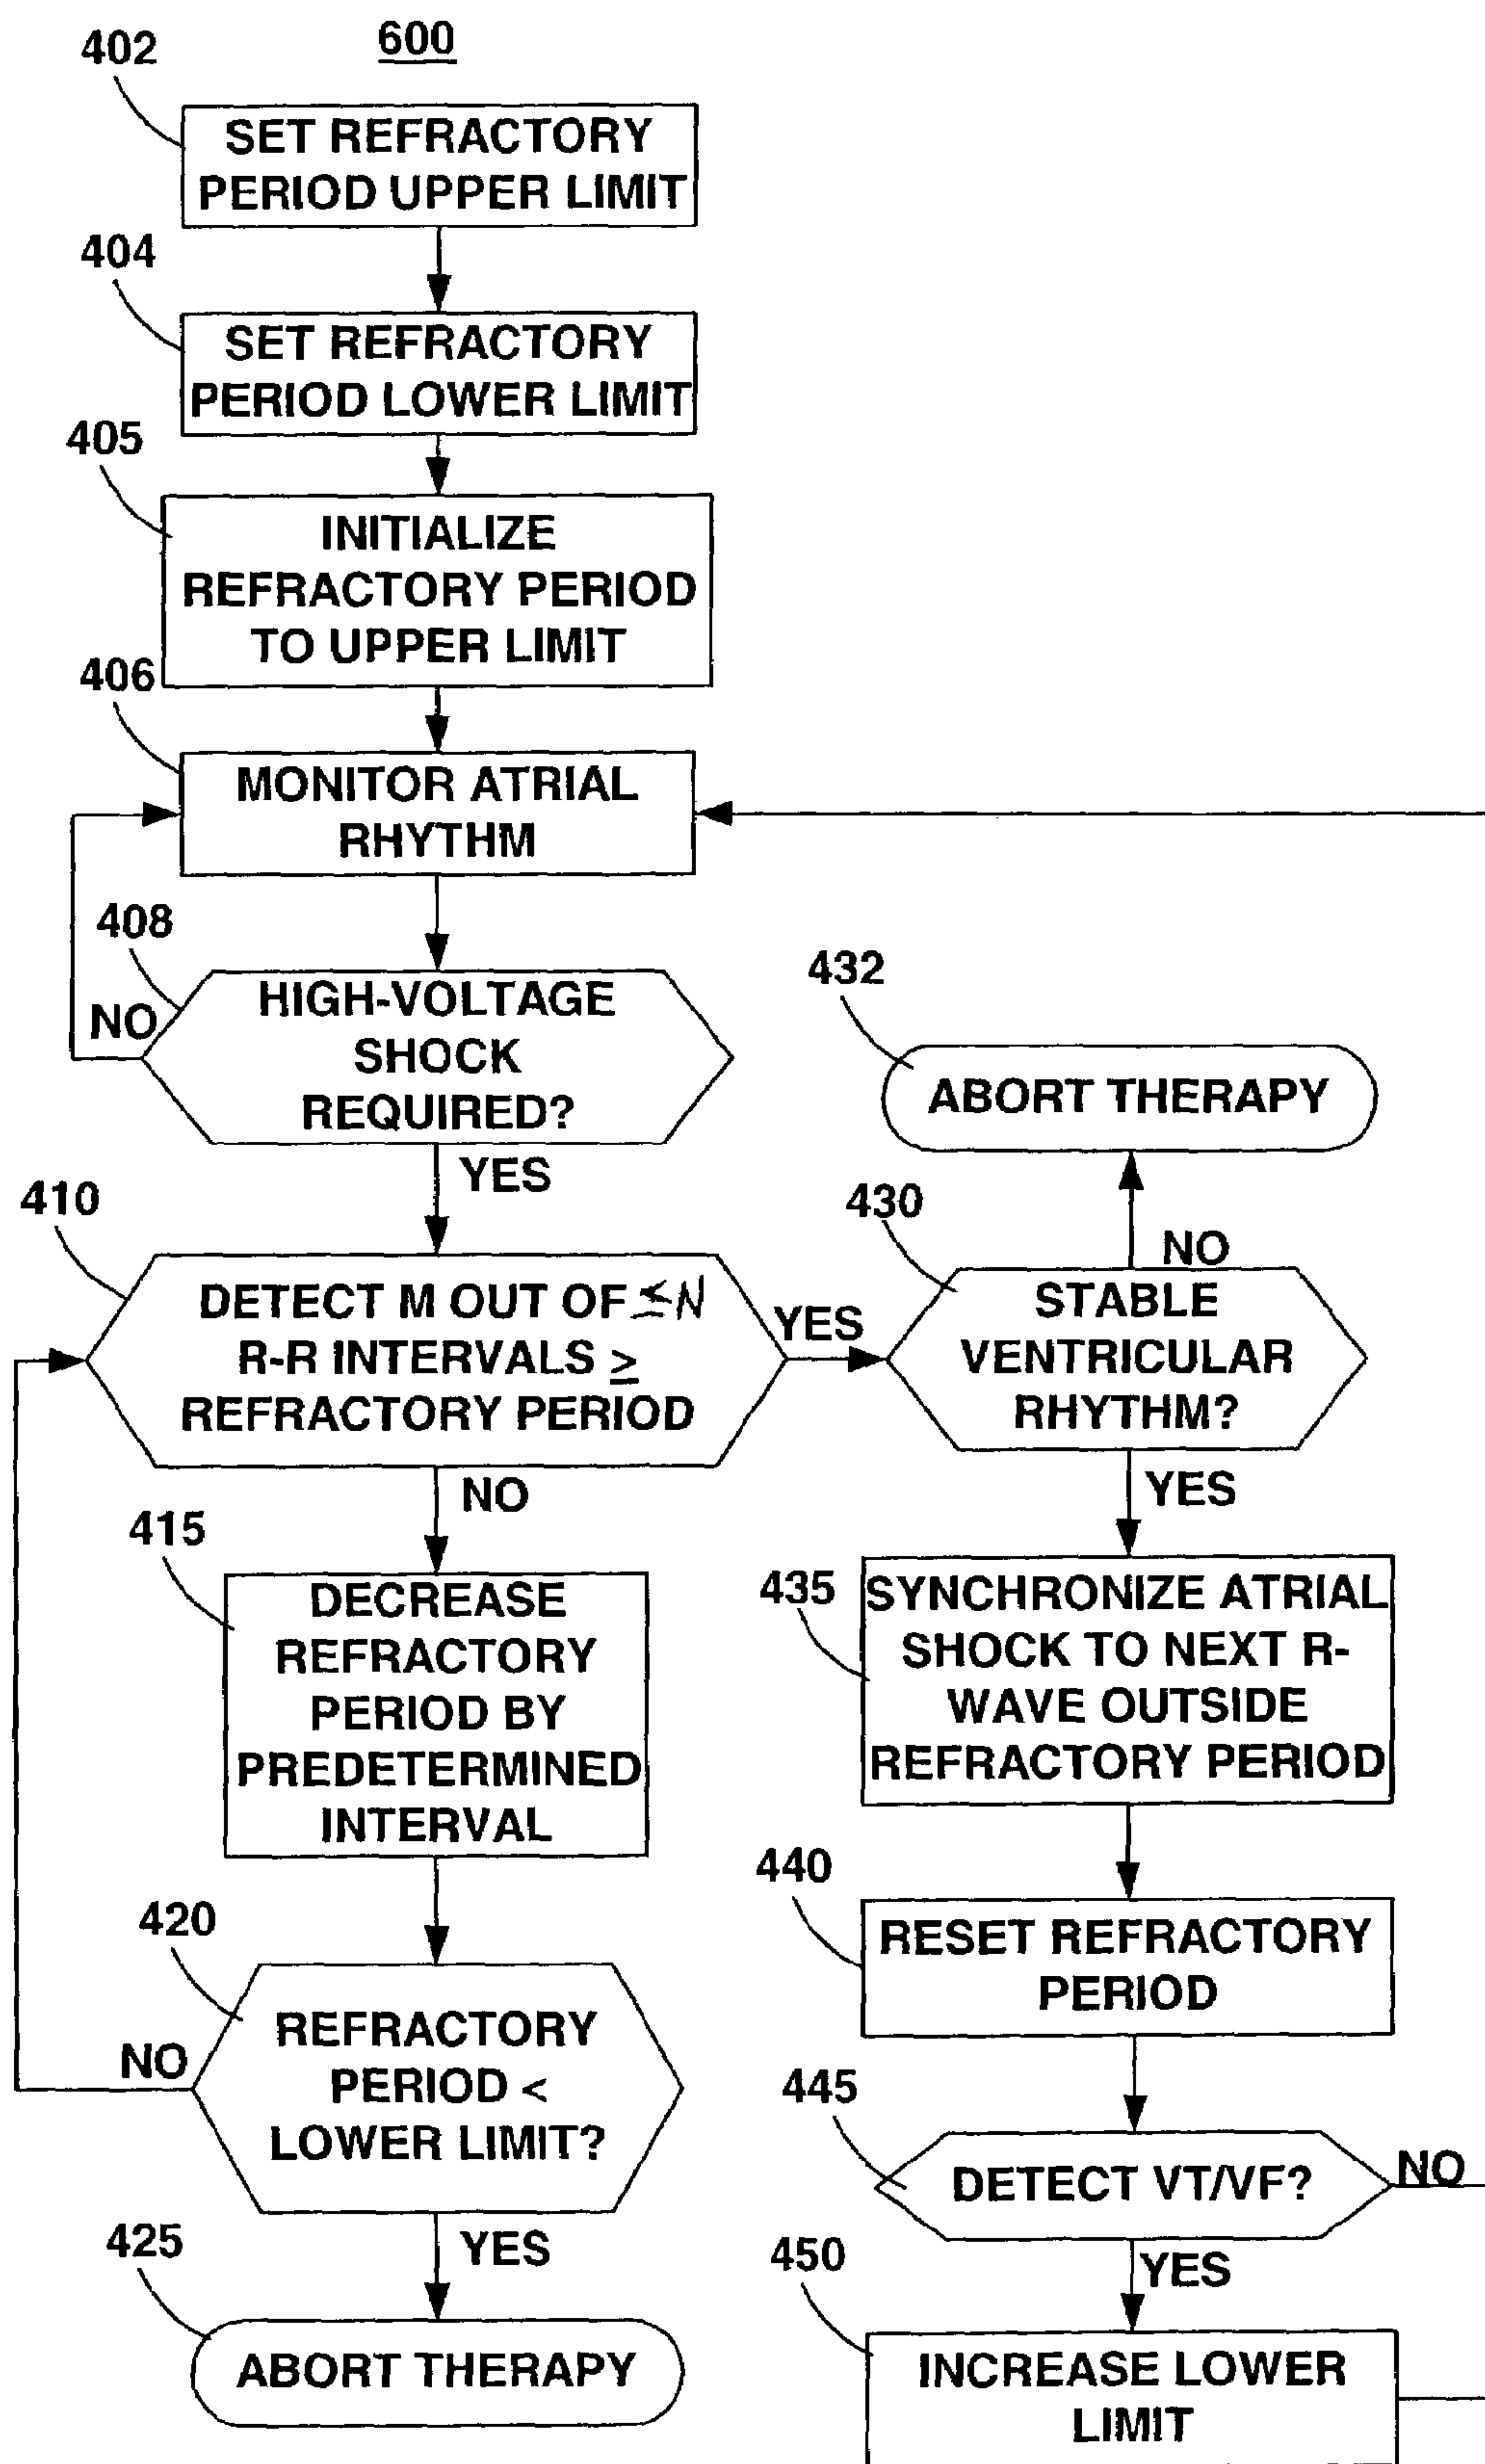 600
402
SET REFRACTORY
PERIOD UPPER LIMIT
404
SET REFRACTORY
PERIOD LOWER LIMIT
405
INITIALIZE
REFRACTORY PERIOD
TO UPPER LIMIT
406
MONITOR ATRIAL
RHYTHM
408
HIGH-VOLTAGE
SHOCK
REQUIRED?
NO
YES
410
DETECT M OUT OF ≤N
R-R INTERVALS ≥
REFRACTORY PERIOD
YES
NO
415
DECREASE
REFRACTORY
PERIOD BY
PREDETERMINED
INTERVAL
420
REFRACTORY
PERIOD <
LOWER LIMIT?
NO
YES
425
ABORT THERAPY
432
ABORT THERAPY
430
NO
STABLE
VENTRICULAR
RHYTHM?
YES
435
SYNCHRONIZE ATRIAL
SHOCK TO NEXT R-
WAVE OUTSIDE
REFRACTORY PERIOD
440
RESET REFRACTORY
PERIOD
445
DETECT VT/VF?
NO
YES
450
INCREASE LOWER
LIMIT